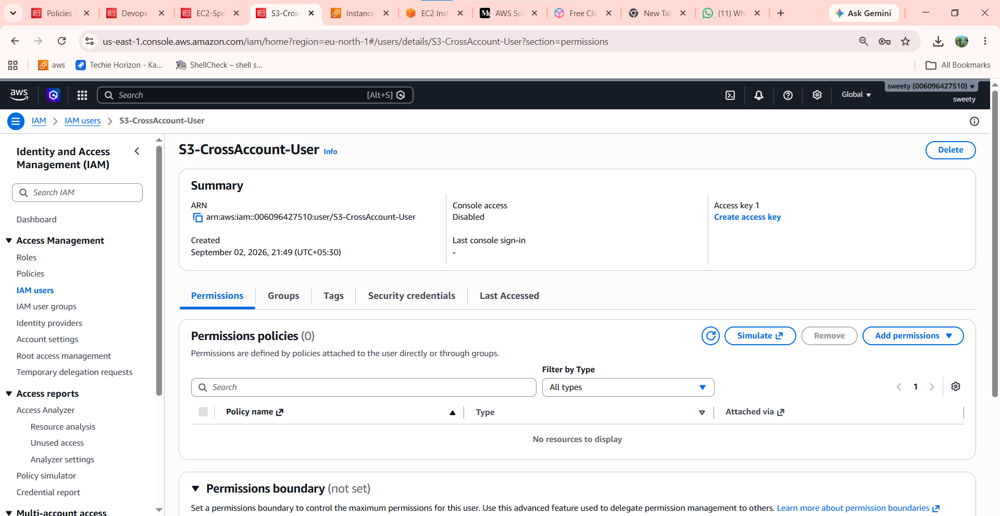 Policies
Devops
EC2-Spe
S3-Cros
Instance
EC2 Inst
AWS Sce
Free Clo
New Tab
(11) Wh
Ask Gemini
us-east-1.console.aws.amazon.com/iam/home?region=eu-north-1#/users/details/S3-CrossAccount-User?section=permissions
aws
Techie Horizon - Ka...
ShellCheck – shell s...
All Bookmarks
aws
Search
[Alt+S]
Global
sweety (006096427510)
sweety
IAM
IAM users
S3-CrossAccount-User
Identity and Access
Management (IAM)
Search IAM
Dashboard
Access Management
Roles
Policies
IAM users
IAM user groups
Identity providers
Account settings
Root access management
Temporary delegation requests
Access reports
Access Analyzer
Resource analysis
Unused access
Analyzer settings
Policy simulator
Credential report
Multi-account access
S3-CrossAccount-User Info
Delete
Summary
ARN
arn:aws:iam::006096427510:user/S3-CrossAccount-User
Created
September 02, 2026, 21:49 (UTC+05:30)
Console access
Disabled
Last console sign-in
-
Access key 1
Create access key
Permissions
Groups
Tags
Security credentials
Last Accessed
Permissions policies (0)
Simulate
Remove
Add permissions
Permissions are defined by policies attached to the user directly or through groups.
Filter by Type
Search
All types
1
Policy name
Type
Attached via
No resources to display
Permissions boundary (not set)
Set a permissions boundary to control the maximum permissions for this user. Use this advanced feature used to delegate permission management to others. Learn more about permission boundaries